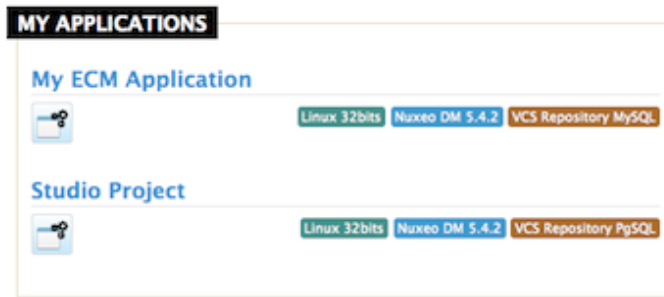 MY APPLICATIONS
My ECM Application
Linux 32bits Nuxeo DM 5.4.2 VCS Repository MySQL
Studio Project
Linux 32bits Nuxeo DM 5.4.2 VCS Repository PgSQL